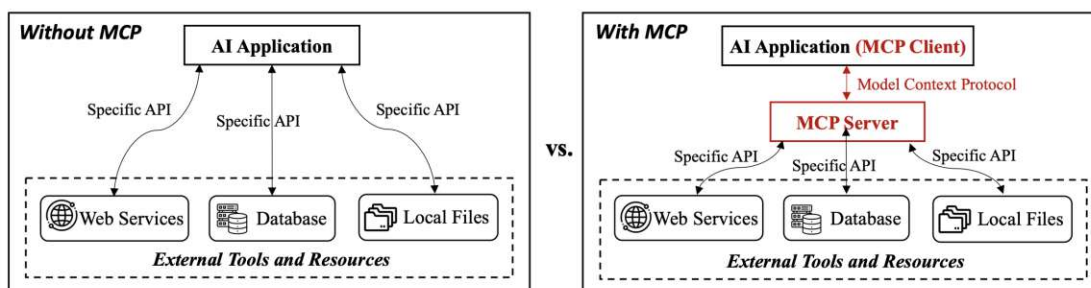 Without MCP
AI Application
Specific API
Specific API
Specific API
Web Services
Database
Local Files
External Tools and Resources
vs.
With MCP
AI Application (MCP Client)
Model Context Protocol
MCP Server
Specific API
Specific API
Specific API
Web Services
Database
Local Files
External Tools and Resources